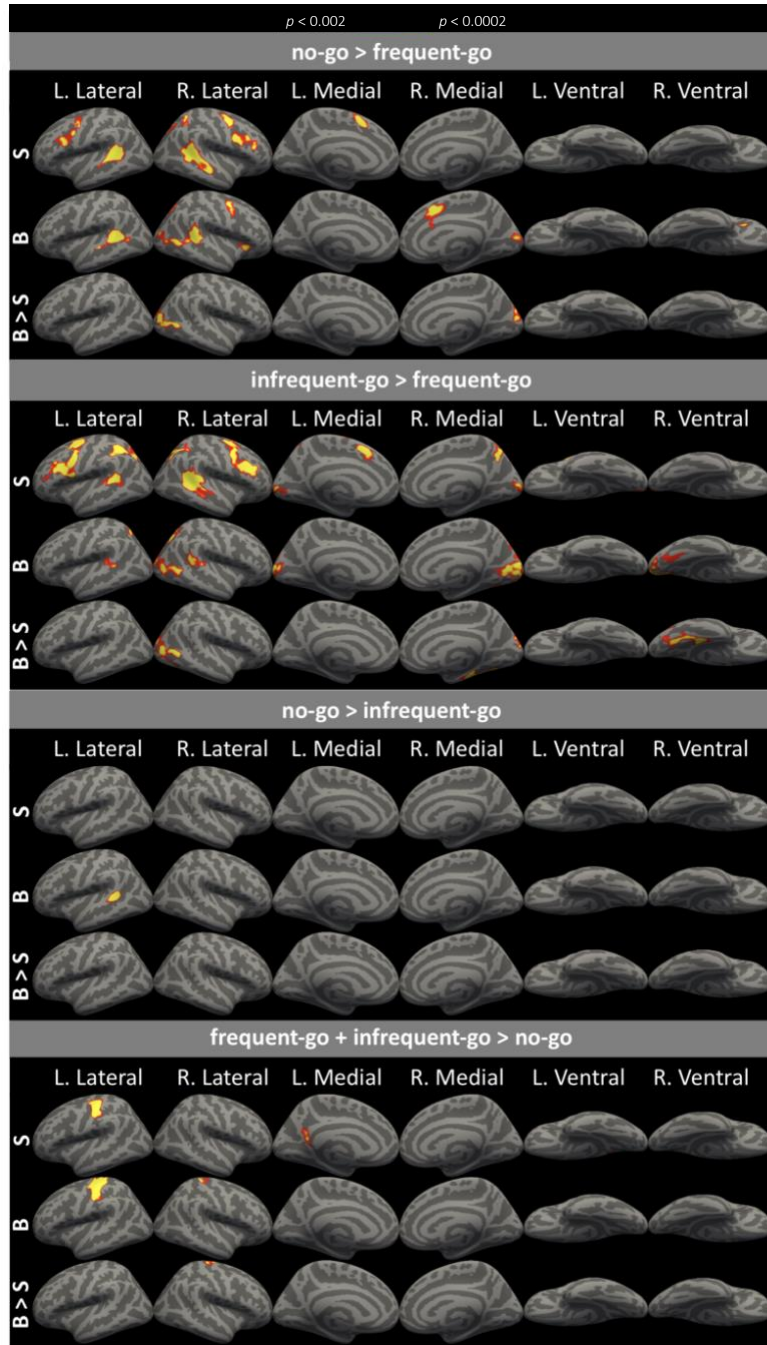 p < 0.002 p < 0.0002
no-go > frequent-go
L. Lateral R. Lateral L. Medial R. Medial L. Ventral R. Ventral
S
B
B > S
infrequent-go > frequent-go
L. Lateral R. Lateral L. Medial R. Medial L. Ventral R. Ventral
S
B
B > S
no-go > infrequent-go
L. Lateral R. Lateral L. Medial R. Medial L. Ventral R. Ventral
S
B
B > S
frequent-go + infrequent-go > no-go
L. Lateral R. Lateral L. Medial R. Medial L. Ventral R. Ventral
S
B
B > S